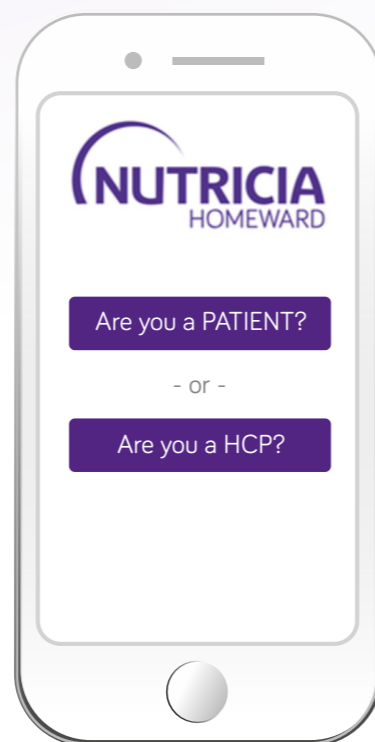 NUTRICIA
HOMEWARD
Are you a PATIENT?
- or -
Are you a HCP?